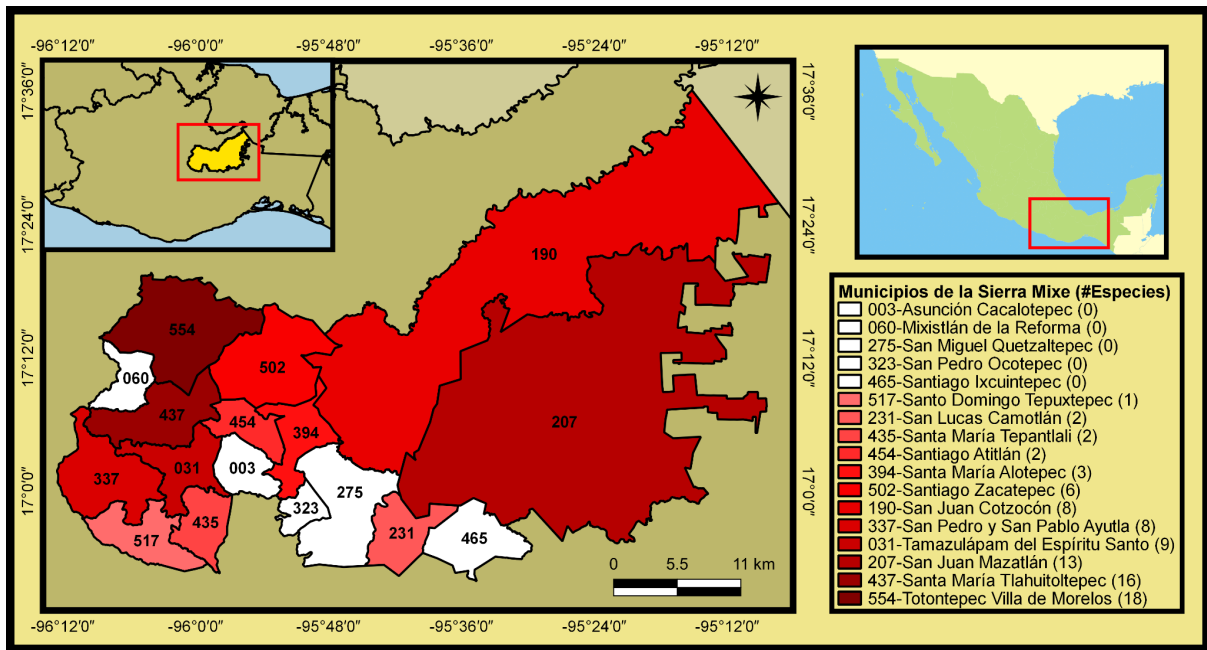 -96°12'0" -96°0'0" -95°48'0" -95°36'0" -95°24'0" -95°12'0"
17°36'0"
17°24'0"
17°12'0"
17°0'0"
17°36'0"
17°24'0"
17°12'0"
17°0'0"
190
554
502
060
437
207
454
394
031
003
337
275
323
435
231
517
465
0 5.5 11 km
-96°12'0" -96°0'0" -95°48'0" -95°36'0" -95°24'0" -95°12'0"
Municipios de la Sierra Mixe (#Especies)
003-Asunción Cacalotepec (0)
060-Mixistlán de la Reforma (0)
275-San Miguel Quetzaltepec (0)
323-San Pedro Ocotepec (0)
465-Santiago Ixcuintepec (0)
517-Santo Domingo Tepuxtepec (1)
231-San Lucas Camotlán (2)
435-Santa María Tepantlali (2)
454-Santiago Atitlán (2)
394-Santa María Alotepec (3)
502-Santiago Zacatepec (6)
190-San Juan Cotzocón (8)
337-San Pedro y San Pablo Ayutla (8)
031-Tamazulápam del Espíritu Santo (9)
207-San Juan Mazatlán (13)
437-Santa María Tlahuitoltepec (16)
554-Totontepec Villa de Morelos (18)